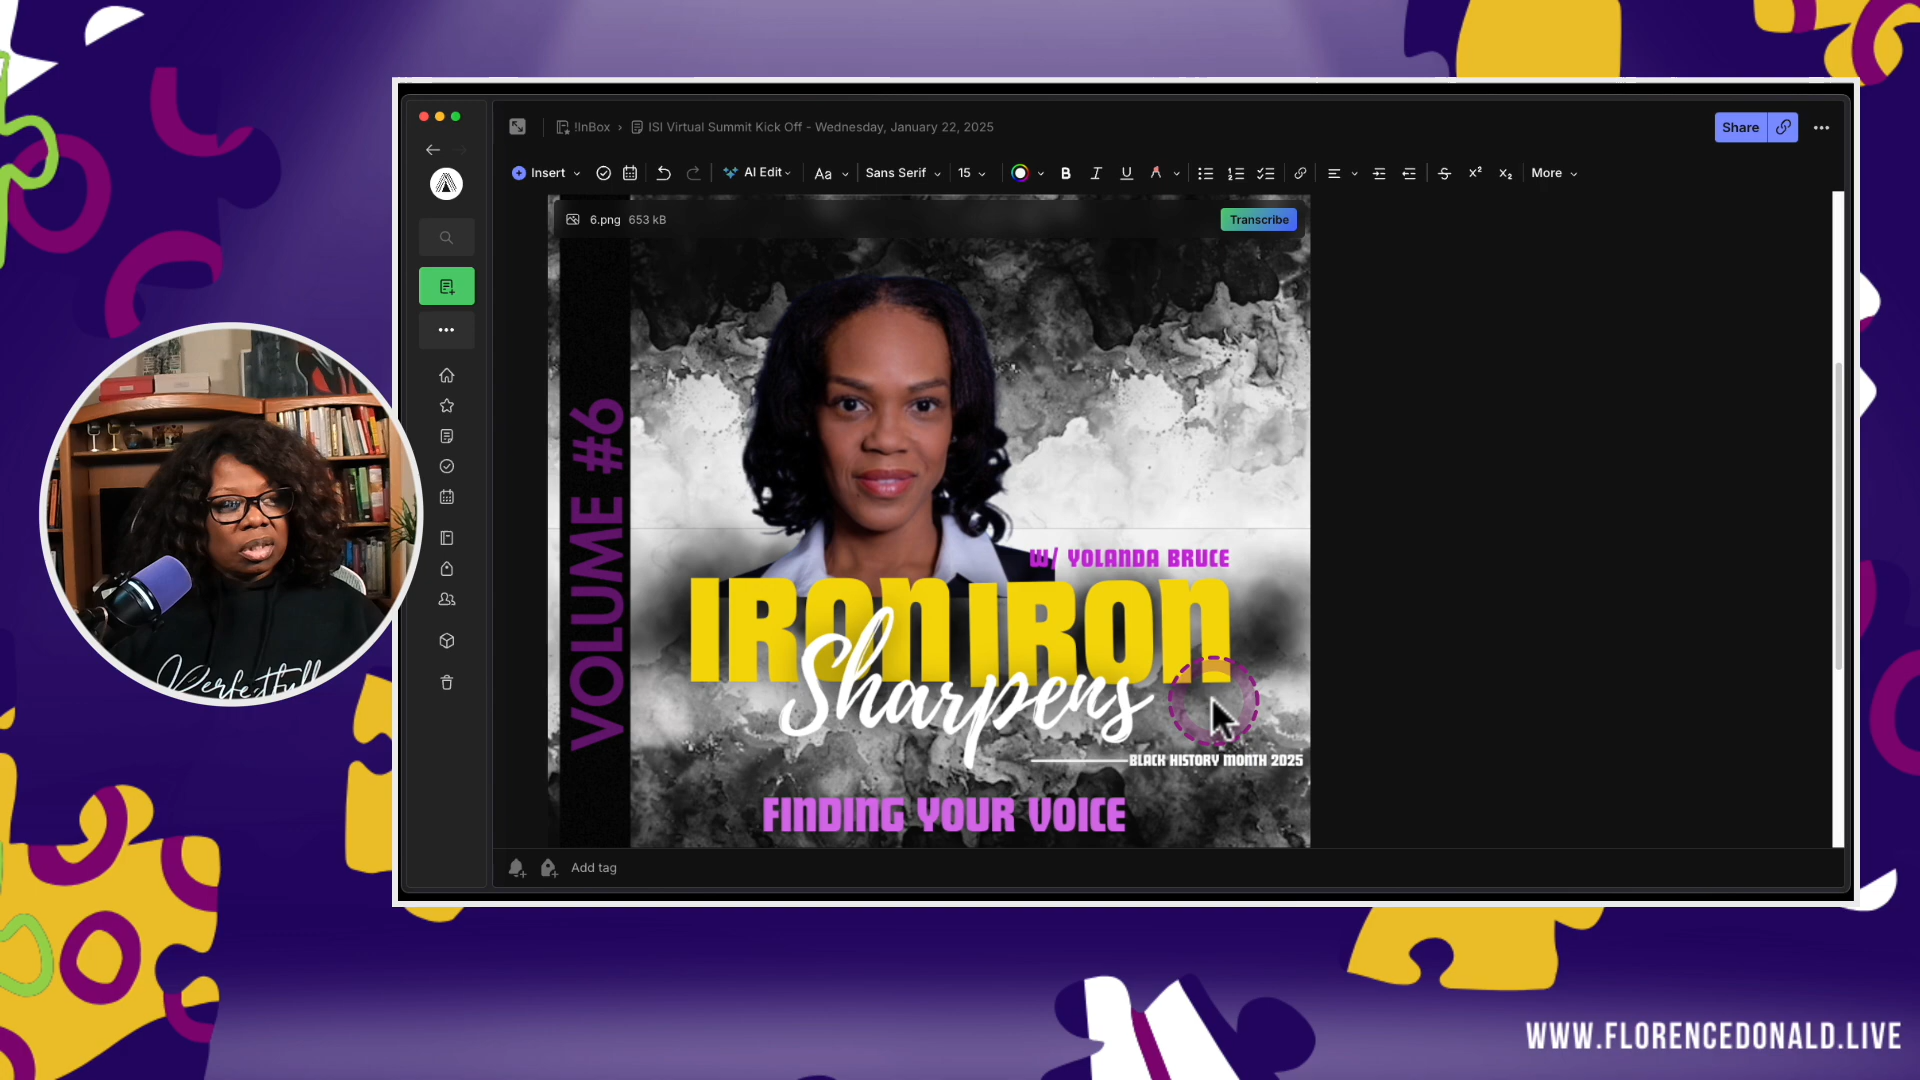 !InBox › ISI Virtual Summit Kick Off - Wednesday, January 22, 2025
Share
Insert
AI Edit
Aa
Sans Serif
15
B I U A
More
6.png 653 kB
Transcribe
VOLUME #6
W/ YOLANDA BRUCE
IRON IRON
Sharpens
BLACK HISTORY MONTH 2025
FINDING YOUR VOICE
Add tag
WWW.FLORENCEDONALD.LIVE